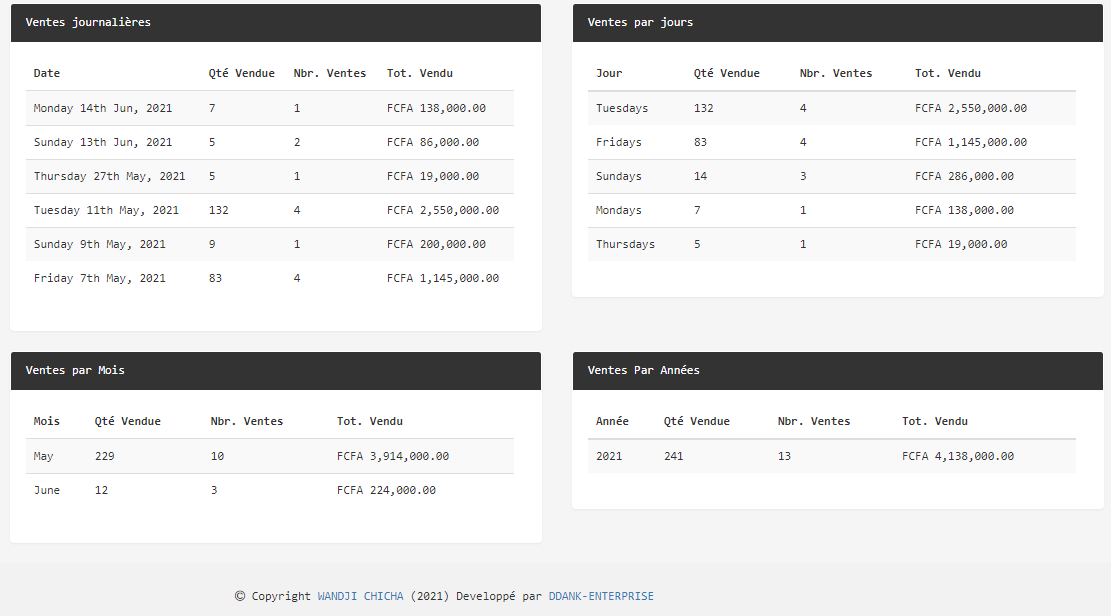 Ventes journalières
Date Qté Vendue Nbr. Ventes Tot. Vendu
Monday 14th Jun, 2021 7 1 FCFA 138,000.00
Sunday 13th Jun, 2021 5 2 FCFA 86,000.00
Thursday 27th May, 2021 5 1 FCFA 19,000.00
Tuesday 11th May, 2021 132 4 FCFA 2,550,000.00
Sunday 9th May, 2021 9 1 FCFA 200,000.00
Friday 7th May, 2021 83 4 FCFA 1,145,000.00
Ventes par jours
Jour Qté Vendue Nbr. Ventes Tot. Vendu
Tuesdays 132 4 FCFA 2,550,000.00
Fridays 83 4 FCFA 1,145,000.00
Sundays 14 3 FCFA 286,000.00
Mondays 7 1 FCFA 138,000.00
Thursdays 5 1 FCFA 19,000.00
Ventes par Mois
Mois Qté Vendue Nbr. Ventes Tot. Vendu
May 229 10 FCFA 3,914,000.00
June 12 3 FCFA 224,000.00
Ventes Par Années
Année Qté Vendue Nbr. Ventes Tot. Vendu
2021 241 13 FCFA 4,138,000.00
© Copyright WANDJI CHICHA (2021) Developpé par DDANK-ENTERPRISE